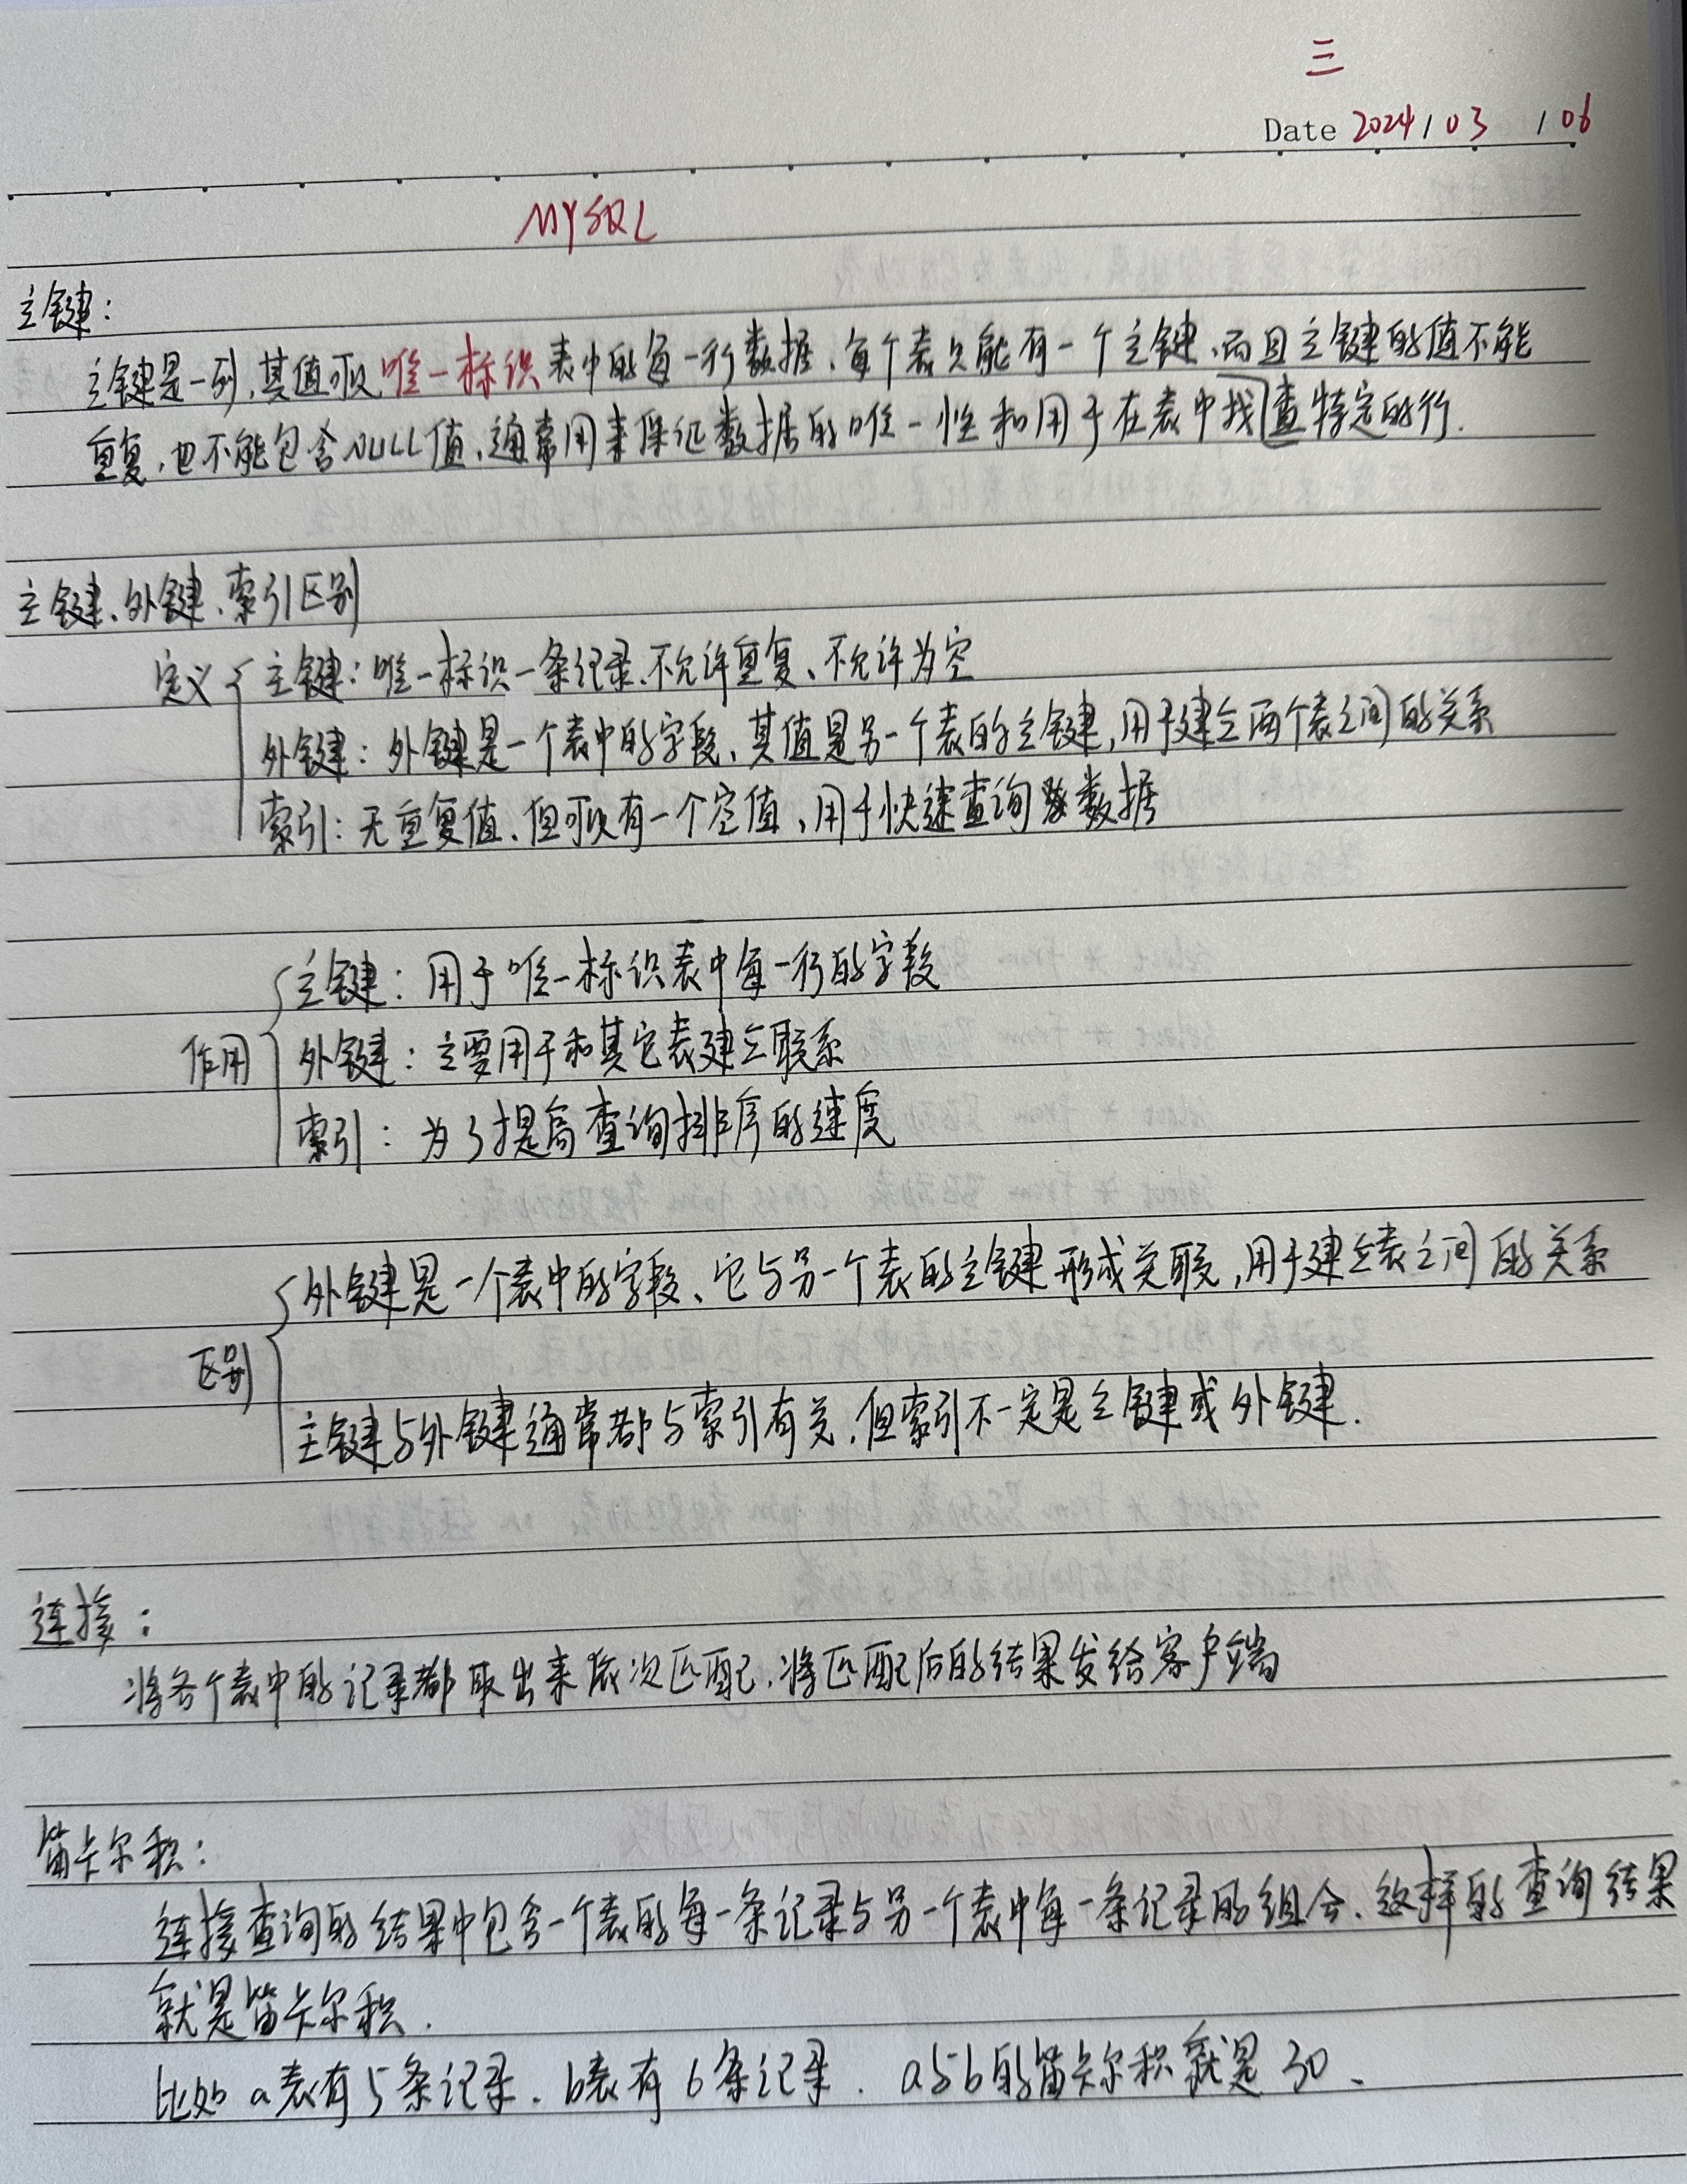 三
Date 2024 / 03 / 06
MYSQL
主键:
主键是一列,其值可以唯一标识表中的每一行数据,每个表只能有一个主键,而且主键的值不能
重复,也不能包含NULL值,通常用来保证数据的唯一性和用于在表中找查特定的行.
主键、外键、索引区别
定义
主键:唯一标识一条记录,不允许重复、不允许为空
外键:外键是一个表中的字段,其值是另一个表的主键,用于建立两个表之间的关系
索引:无重复值、但可以有一个空值,用于快速查询数据
作用
主键:用于唯一标识表中每一行的字段
外键:主要用于和其它表建立联系
索引:为了提高查询排序的速度
区别
外键是一个表中的字段、它与另一个表的主键形成关联,用于建立表之间的关系
主键与外键通常都与索引有关,但索引不一定是主键或外键.
连接:
将各个表中的记录都取出来依次匹配,将匹配后的结果发给客户端
笛卡尔积:
连接查询的结果中包含一个表的每一条记录与另一个表中每一条记录的组合,这样的查询结果
就是笛卡尔积.
比如a表有5条记录、b表有6条记录.a与b的笛卡尔积就是30、